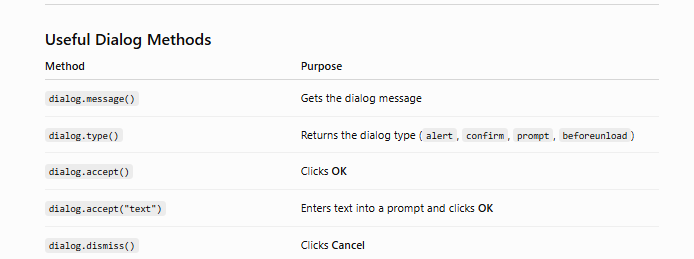 Useful Dialog Methods
Method Purpose
dialog.message() Gets the dialog message
dialog.type() Returns the dialog type ( alert, confirm, prompt, beforeunload )
dialog.accept() Clicks OK
dialog.accept("text") Enters text into a prompt and clicks OK
dialog.dismiss() Clicks Cancel